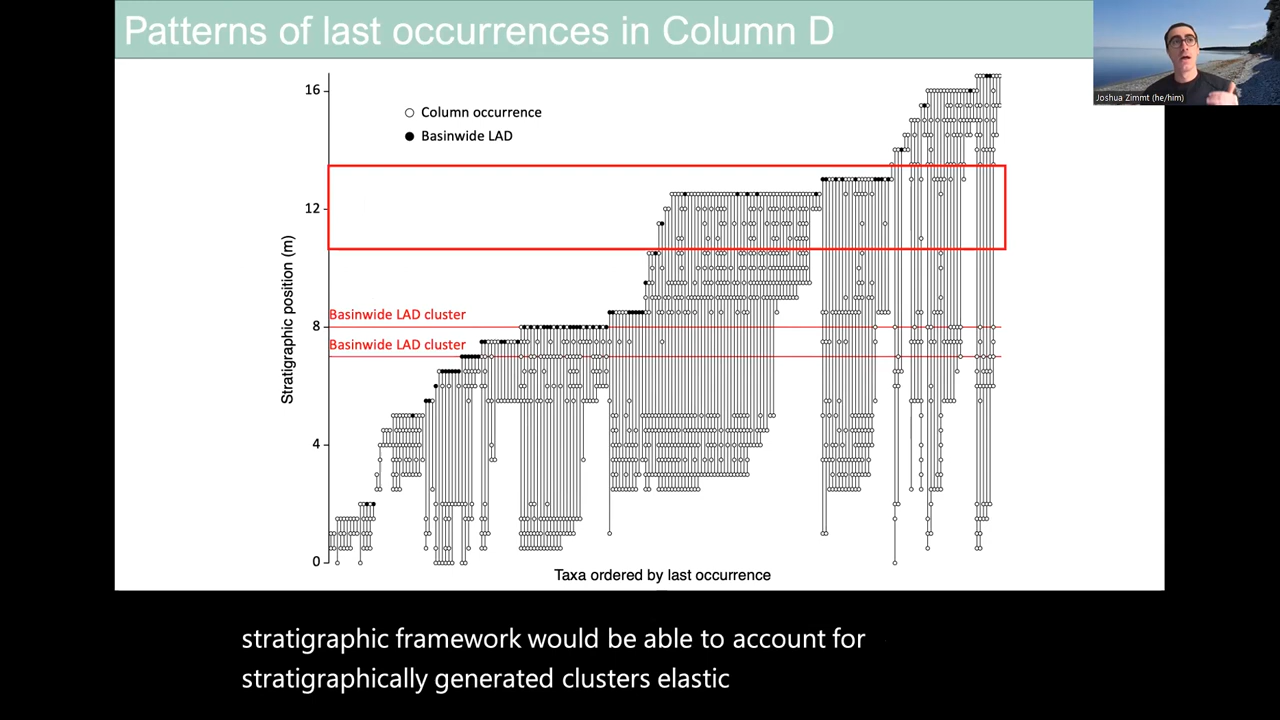 Patterns of last occurrences in Column D
Joshua Zimmt (he/him)
16
Column occurrence
Basinwide LAD
12
Stratigraphic position (m)
Basinwide LAD cluster
8
Basinwide LAD cluster
4
0
Taxa ordered by last occurrence
stratigraphic framework would be able to account for
stratigraphically generated clusters elastic